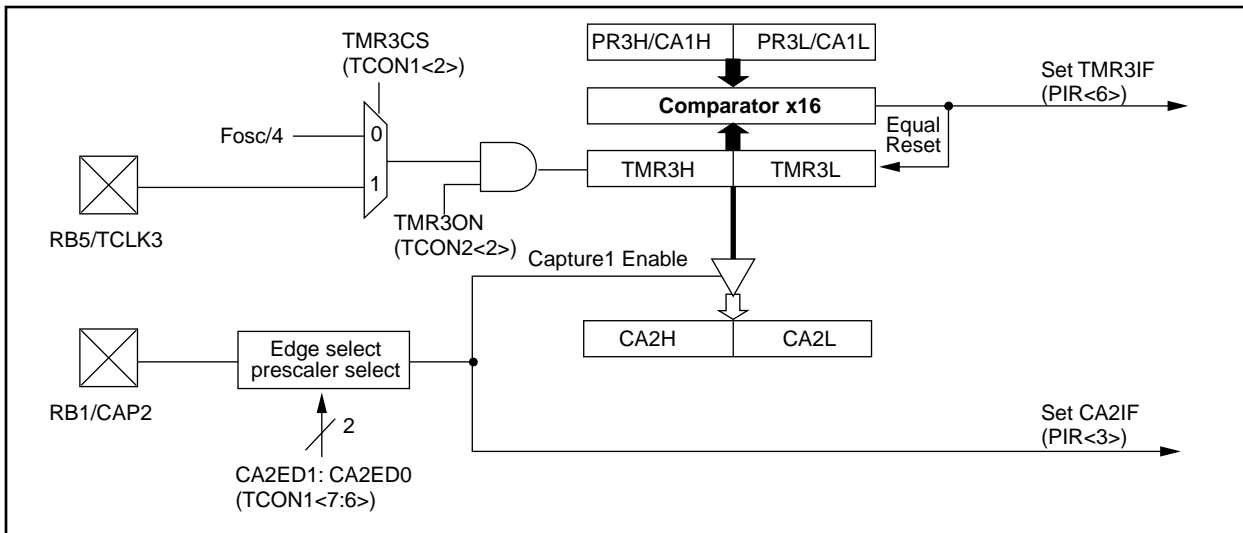 TMR3CS
(TCON1<2>)
PR3H/CA1H PR3L/CA1L
Set TMR3IF
(PIR<6>)
Comparator x16
Fosc/4
0
Equal
Reset
1
TMR3H TMR3L
RB5/TCLK3
TMR3ON
(TCON2<2>)
Capture1 Enable
CA2H CA2L
Edge select
prescaler select
RB1/CAP2
2
Set CA2IF
(PIR<3>)
CA2ED1: CA2ED0
(TCON1<7:6>)